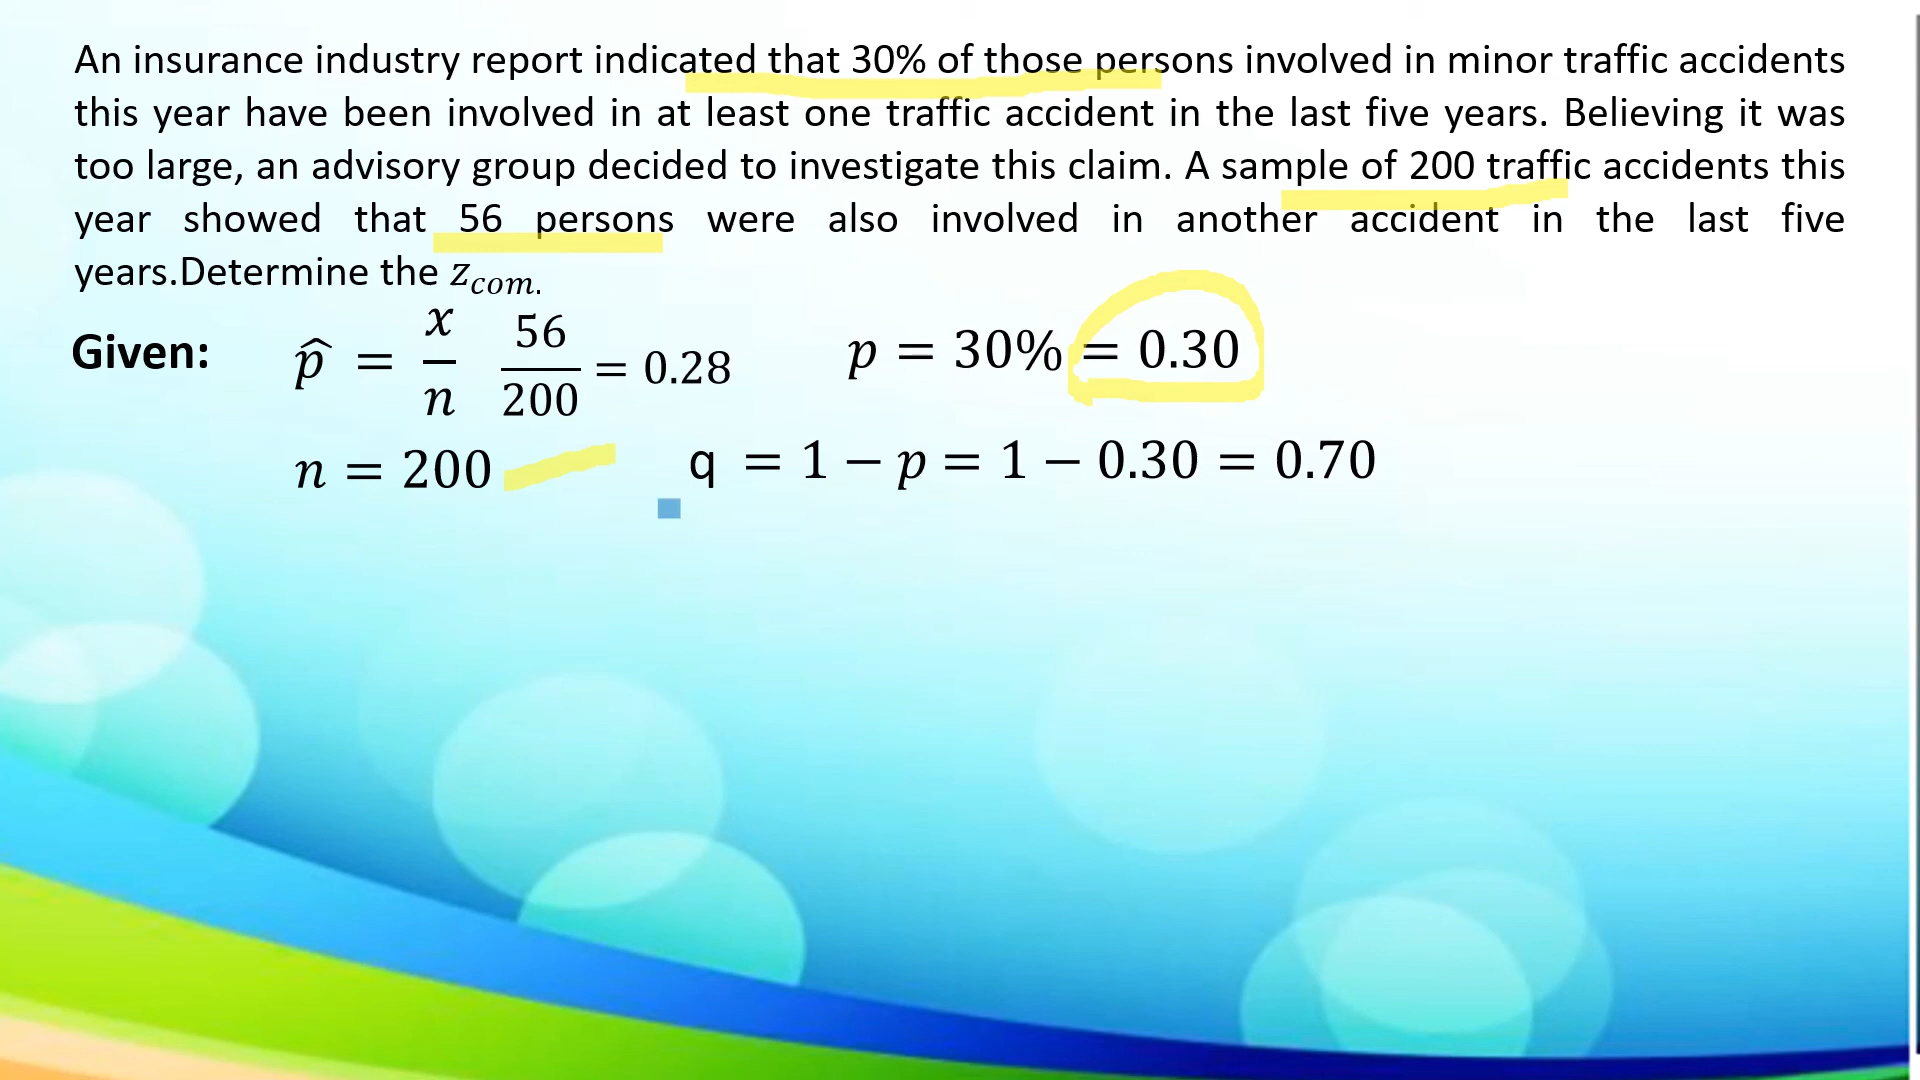 An insurance industry report indicated that 30% of those persons involved in minor traffic accidents
this year have been involved in at least one traffic accident in the last five years. Believing it was
too large, an advisory group decided to investigate this claim. A sample of 200 traffic accidents this
year showed that 56 persons were also involved in another accident in the last five
years.Determine the z_com.
Given: p̂ = x/n 56/200 = 0.28 p = 30% = 0.30
n = 200 q = 1 − p = 1 − 0.30 = 0.70